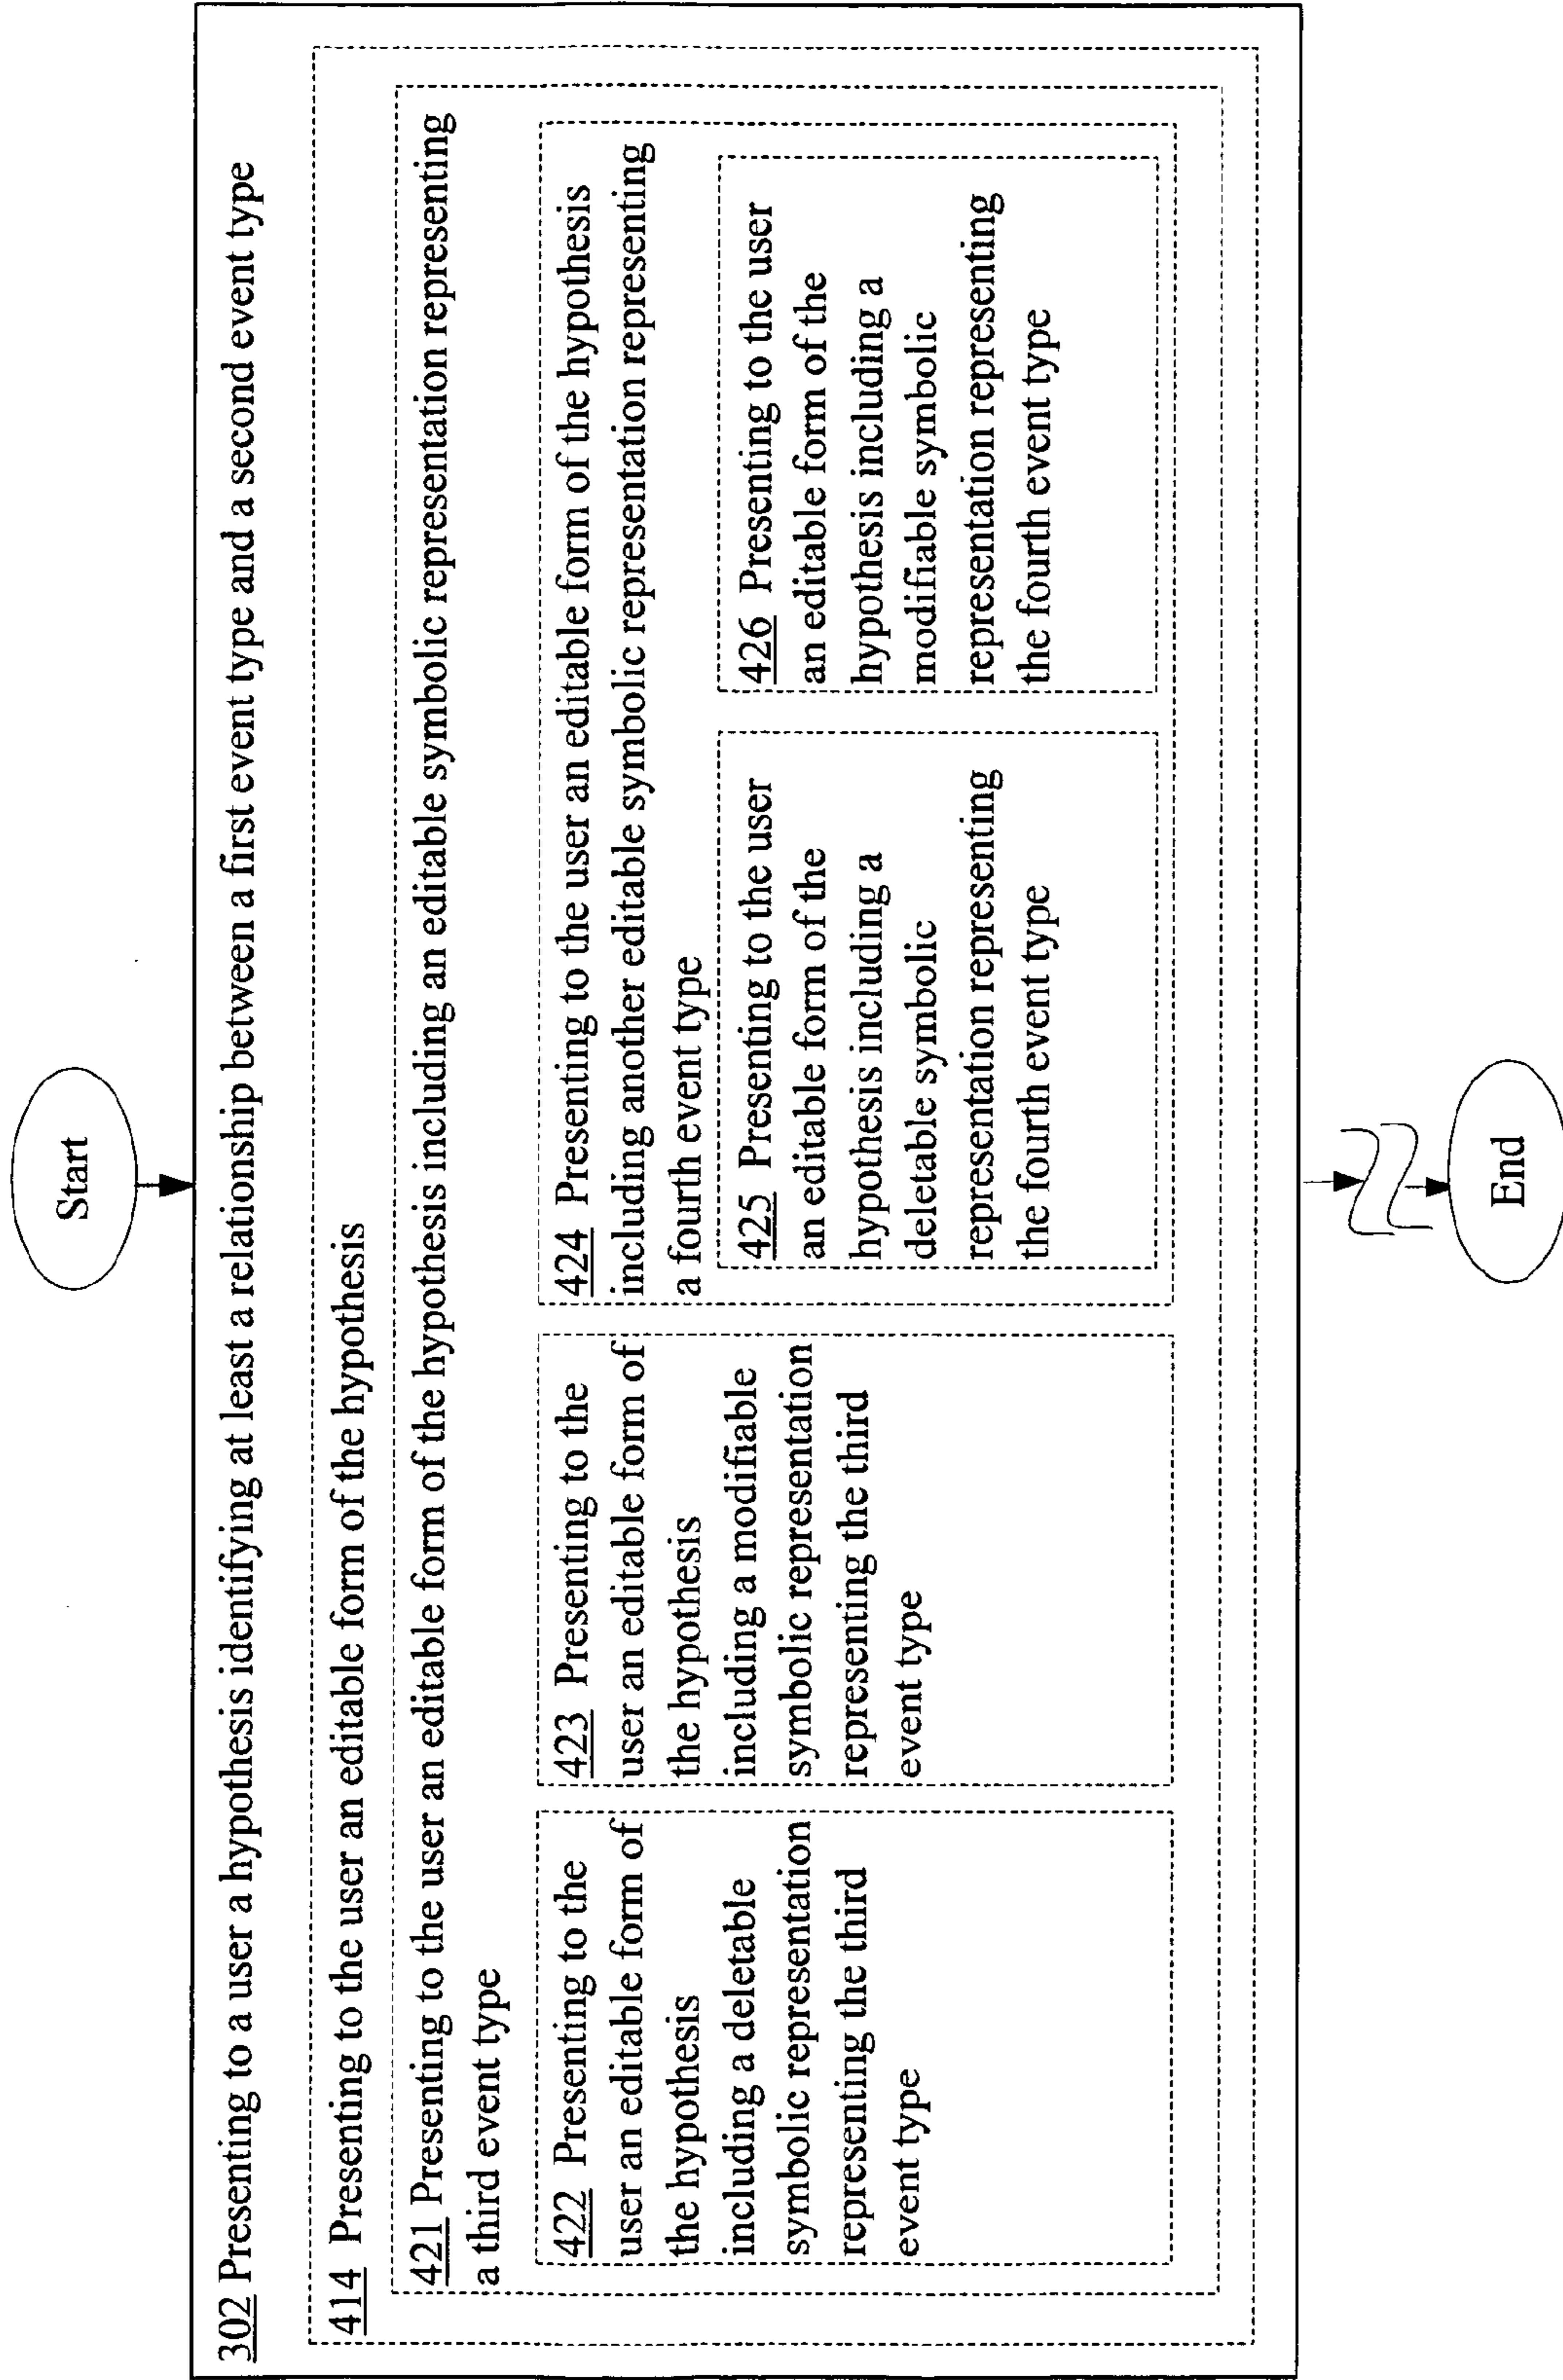 Start
302 Presenting to a user a hypothesis identifying at least a relationship between a first event type and a second event type
414 Presenting to the user an editable form of the hypothesis
421 Presenting to the user an editable form of the hypothesis including an editable symbolic representation representing
a third event type
422 Presenting to the
user an editable form of
the hypothesis
including a deletable
symbolic representation
representing the third
event type
423 Presenting to the
user an editable form of
the hypothesis
including a modifiable
symbolic representation
representing the third
event type
424 Presenting to the user an editable form of the hypothesis
including another editable symbolic representation representing
a fourth event type
425 Presenting to the user
an editable form of the
hypothesis including a
deletable symbolic
representation representing
the fourth event type
426 Presenting to the user
an editable form of the
hypothesis including a
modifiable symbolic
representation representing
the fourth event type
End